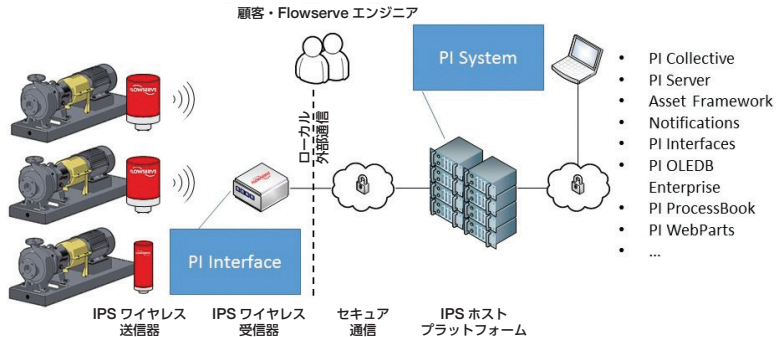 顧客・Flowserve エンジニア
PI System
FLOWSERVE
FLOWSERVE
ローカル
外部通信
PI Interface
IPS ワイヤレス
送信器
IPS ワイヤレス
受信器
セキュア
通信
IPS ホスト
プラットフォーム
• PI Collective
• PI Server
• Asset Framework
• Notifications
• PI Interfaces
• PI OLEDB
Enterprise
• PI ProcessBook
• PI WebParts
• ...